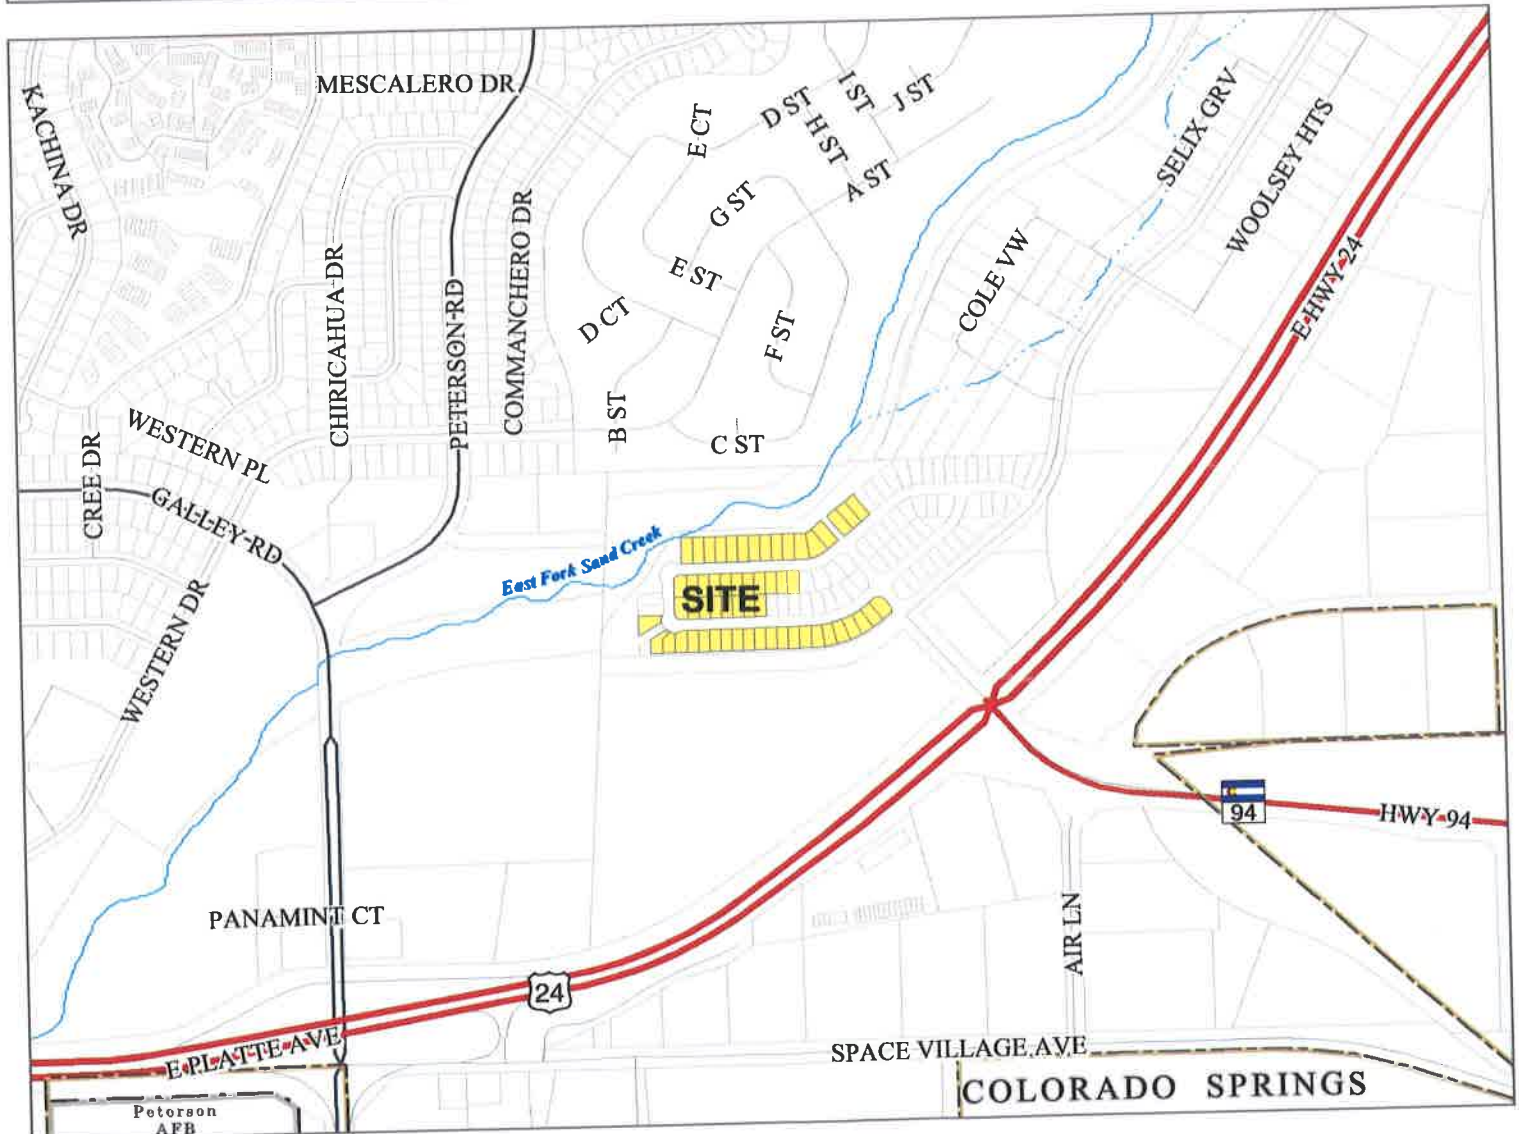 MESCALERO DR
KACHINA DR
E CT
D ST
I ST
J ST
H ST
A ST
G ST
SELIX GRV
WOOLSEY HTS
CHIRICAHUA DR
PETERSON RD
COMMANCHERO DR
E ST
D CT
F ST
COLE VW
E HWY 24
B ST
C ST
WESTERN PL
CREE DR
GALLEY RD
WESTERN DR
East Fork Sand Creek
SITE
94
HWY 94
PANAMINT CT
AIR LN
24
E PLATTE AVE
SPACE VILLAGE AVE
COLORADO SPRINGS
Peterson
AFB